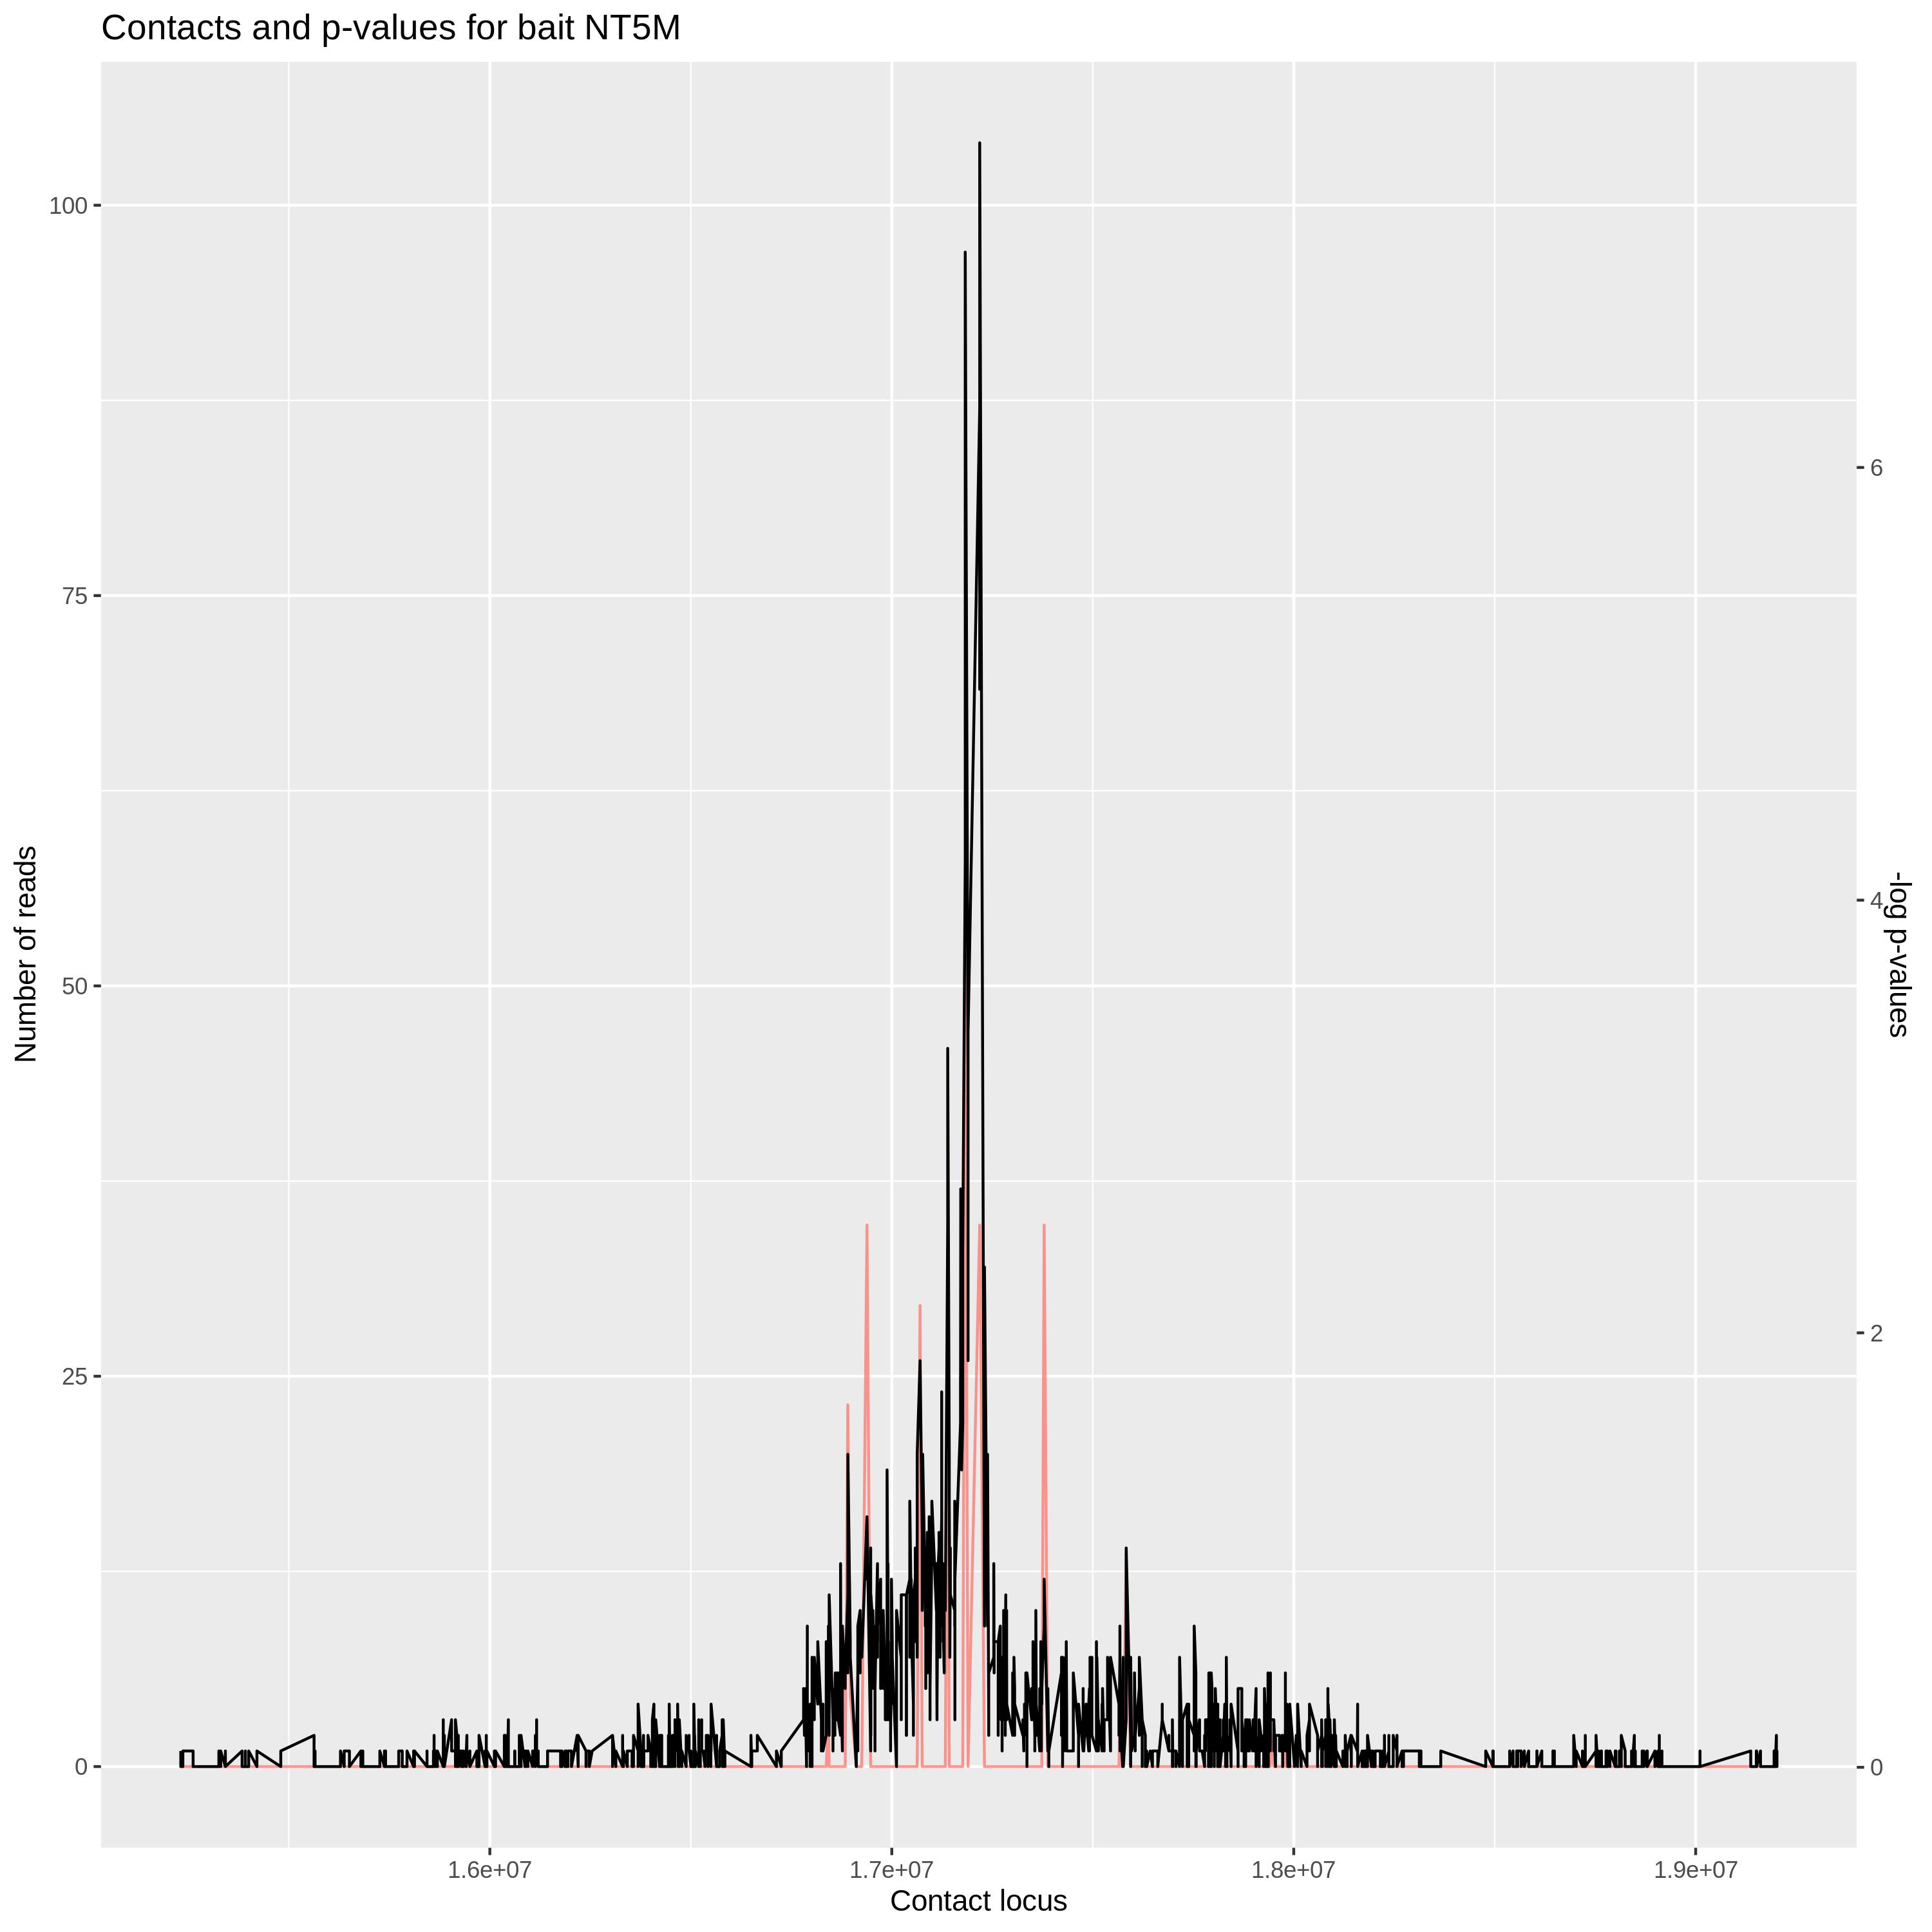 Contacts and p-values for bait NT5M
100
75
50
25
0
Number of reads
6
4
2
0
-log p-values
1.6e+07
1.7e+07
1.8e+07
1.9e+07
Contact locus